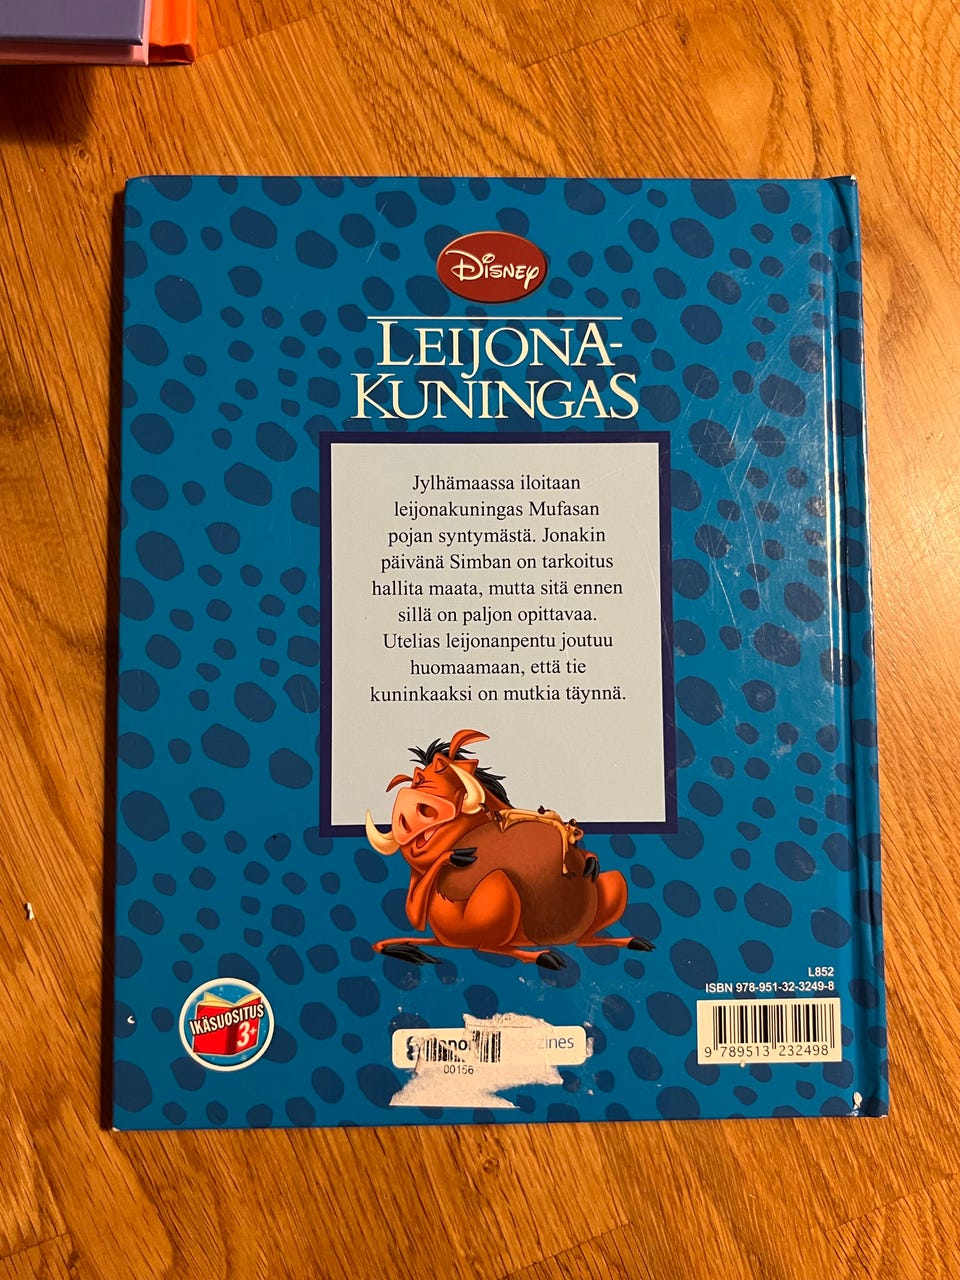 Disney
LEIJONA-
KUNINGAS
Jylhämaassa iloitaan
leijonakuningas Mufasan
pojan syntymästä. Jonakin
päivänä Simban on tarkoitus
hallita maata, mutta sitä ennen
sillä on paljon opittavaa.
Utelias leijonanpentu joutuu
huomaamaan, että tie
kuninkaaksi on mutkia täynnä.
L852
ISBN 978-951-32-3249-8
IKÄSUOSITUS
3+
00156
9 789513 232498